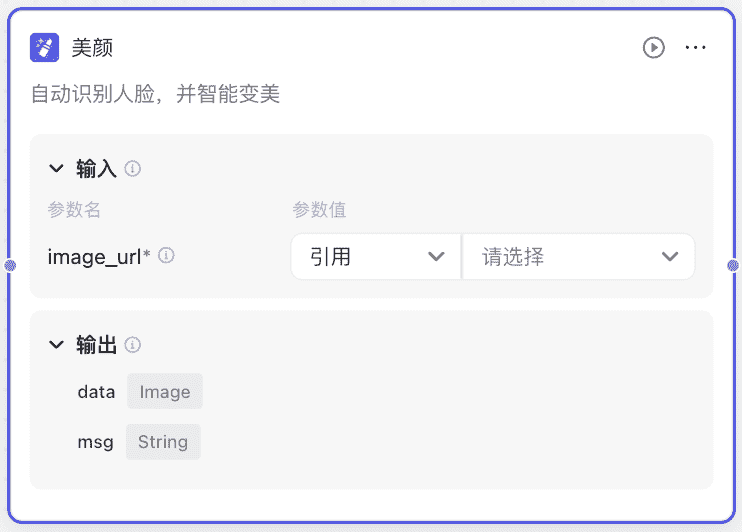 美颜
自动识别人脸，并智能变美
输入
参数名 参数值
image_url* 引用 请选择
输出
data Image
msg String